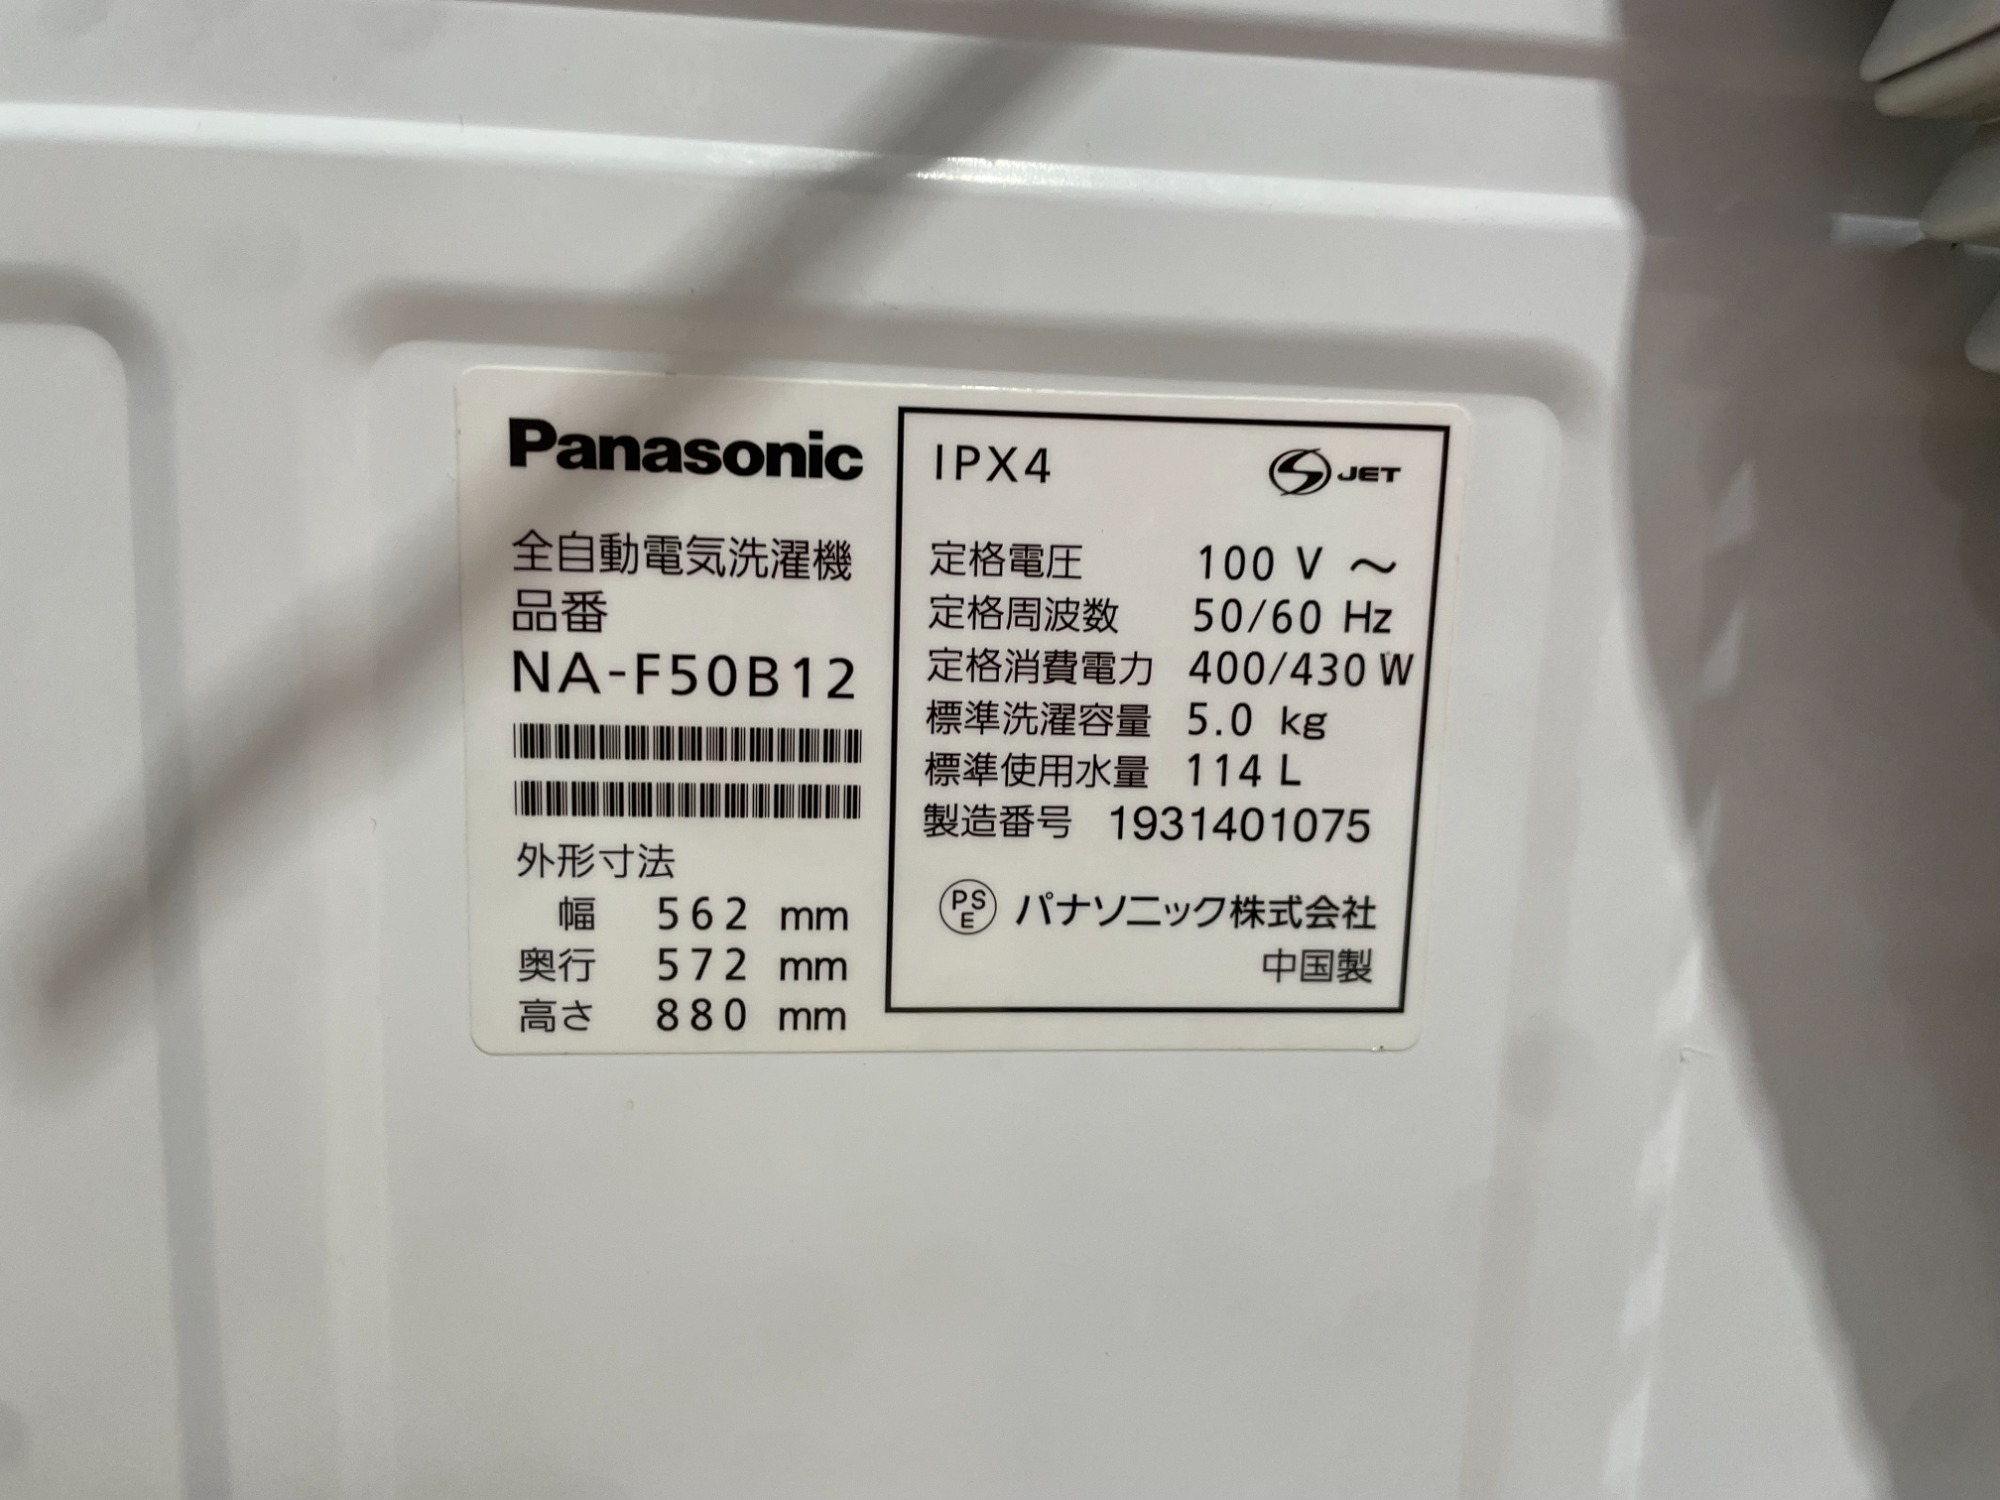 Panasonic
全自動電気洗濯機
品番
NA-F50B12
外形寸法
幅 562 mm
奥行 572 mm
高さ 880 mm
IPX4
S JET
定格電圧 100 V ～
定格周波数 50/60 Hz
定格消費電力 400/430 W
標準洗濯容量 5.0 kg
標準使用水量 114 L
製造番号 1931401075
PS
E パナソニック株式会社
中国製